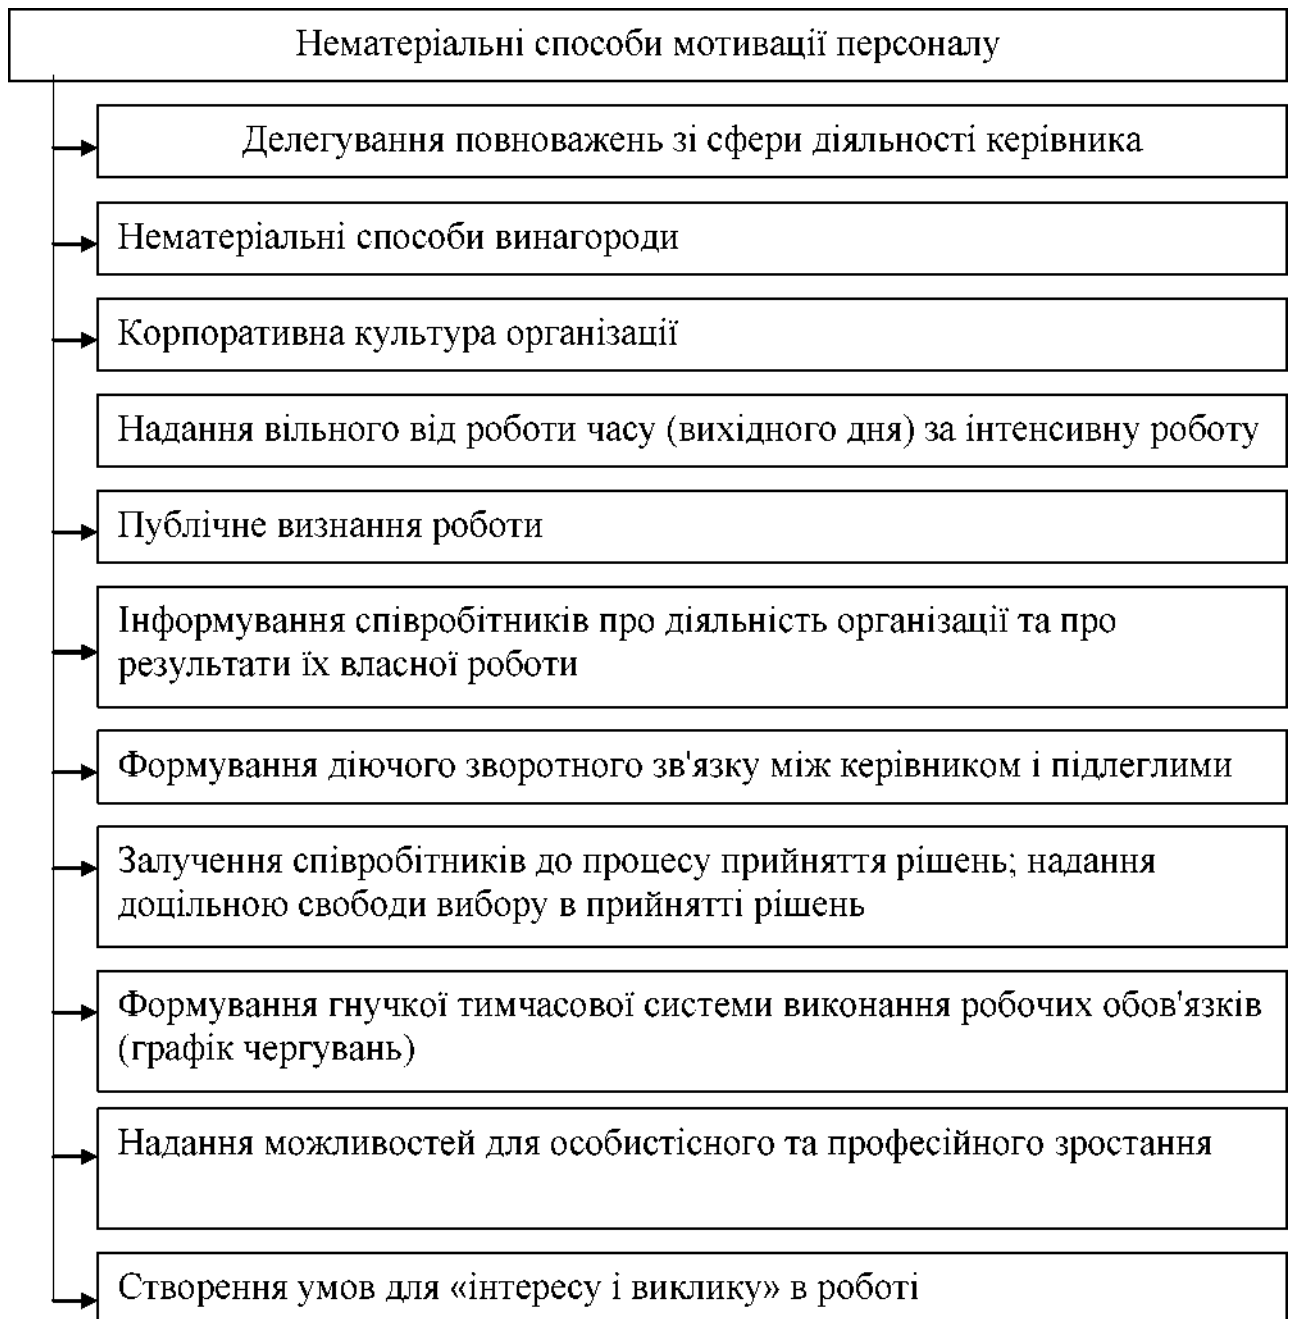 Нематеріальні способи мотивації персоналу
Делегування повноважень зі сфери діяльності керівника
Нематеріальні способи винагороди
Корпоративна культура організації
Надання вільного від роботи часу (вихідного дня) за інтенсивну роботу
Публічне визнання роботи
Інформування співробітників про діяльність організації та про
результати їх власної роботи
Формування діючого зворотного зв'язку між керівником і підлеглими
Залучення співробітників до процесу прийняття рішень; надання
доцільною свободи вибору в прийнятті рішень
Формування гнучкої тимчасової системи виконання робочих обов'язків
(графік чергувань)
Надання можливостей для особистісного та професійного зростання
Створення умов для «інтересу і виклику» в роботі